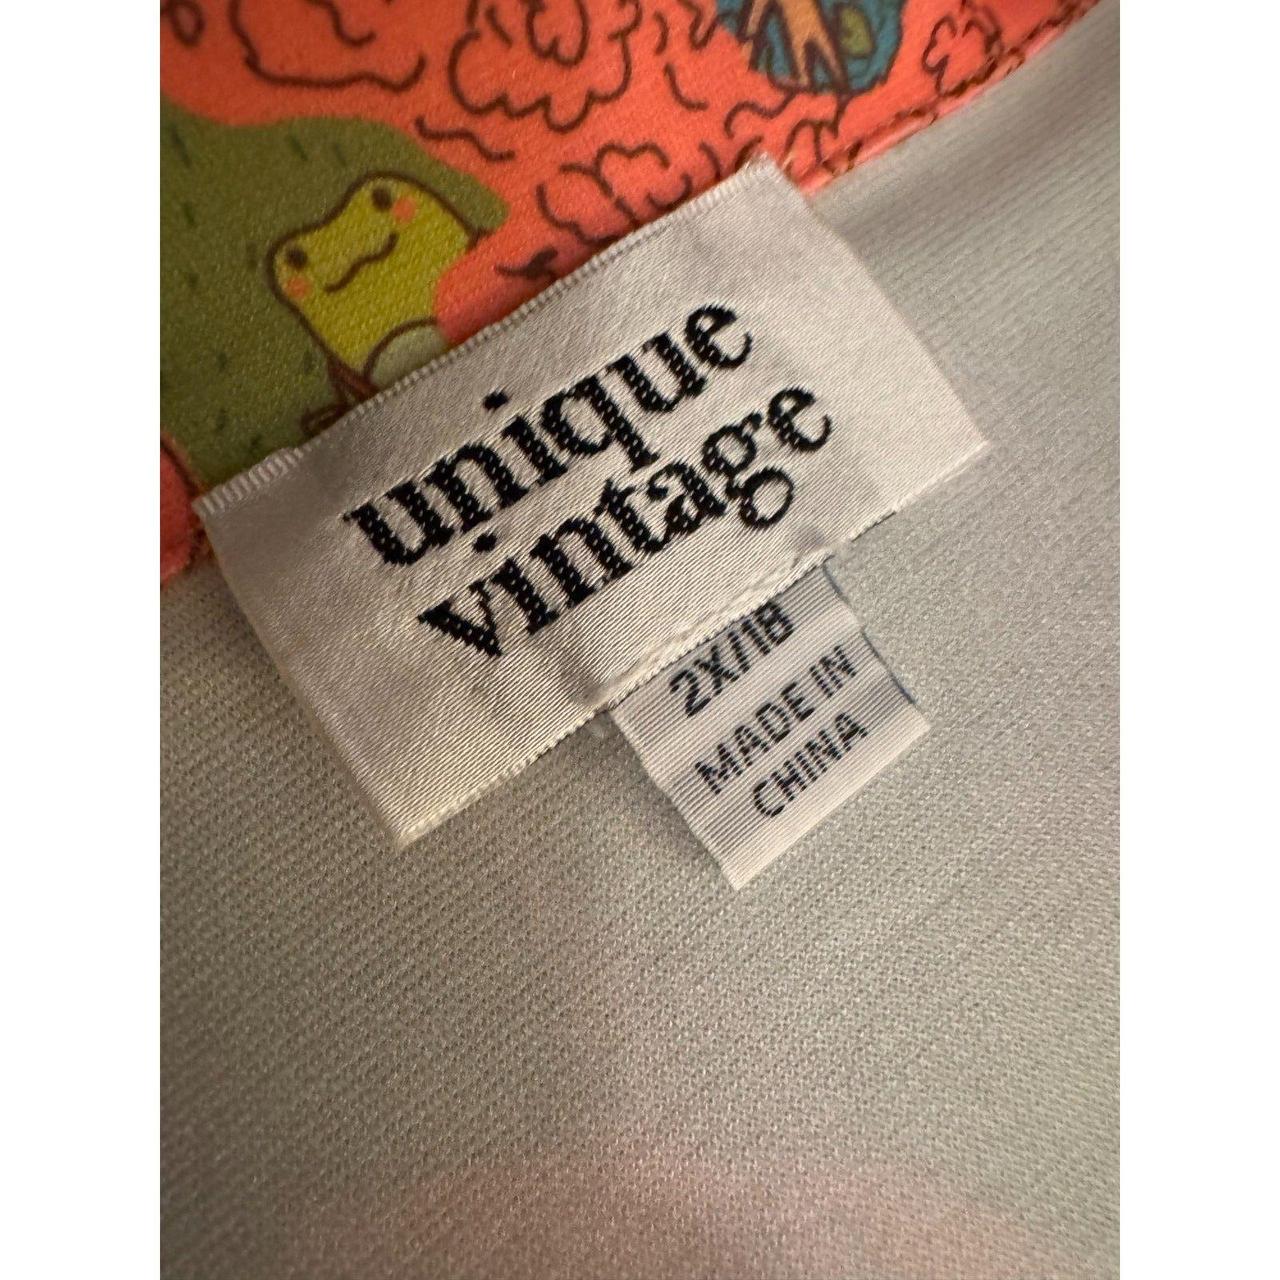 unique
vintage
2X/18
MADE IN
CHINA